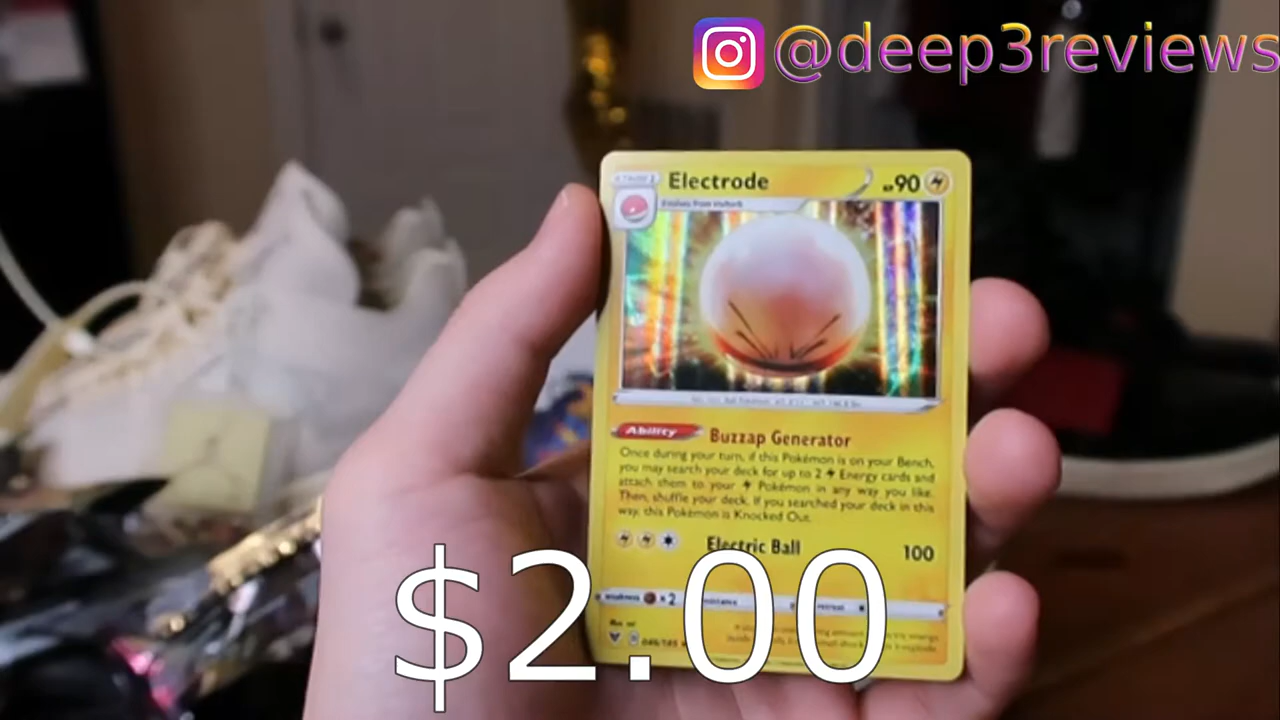 @deep3reviews
Electrode
90
Evolves from Voltorb
Ability Buzzap Generator
Once during your turn, if this Pokémon is on your Bench,
you may search your deck for up to 2 Energy cards and
attach them to your Pokémon in any way you like.
Then, shuffle your deck. If you searched your deck in this
way, this Pokémon is Knocked Out.
Electric Ball 100
weakness ×2 resistance retreat
$2.00